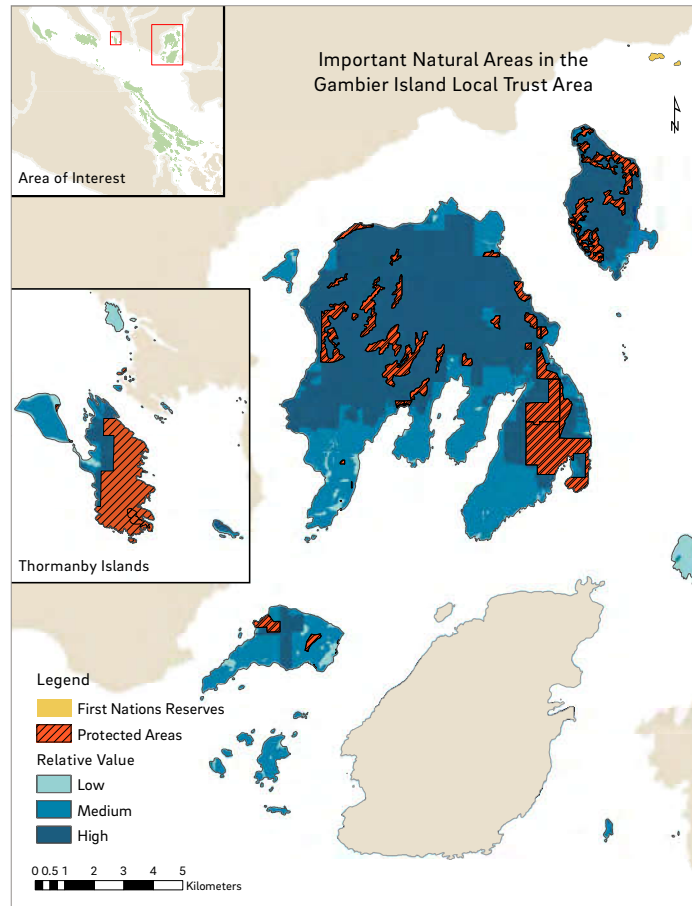 Important Natural Areas in the
Gambier Island Local Trust Area
N
Area of Interest
Thormanby Islands
Legend
First Nations Reserves
Protected Areas
Relative Value
Low
Medium
High
0 0.5 1 2 3 4 5
Kilometers